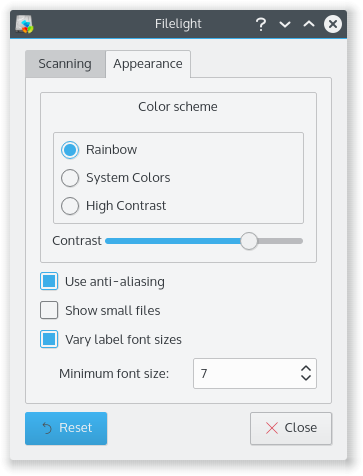 Filelight
Scanning Appearance
Color scheme
Rainbow
System Colors
High Contrast
Contrast
Use anti-aliasing
Show small files
Vary label font sizes
Minimum font size: 7
Reset Close